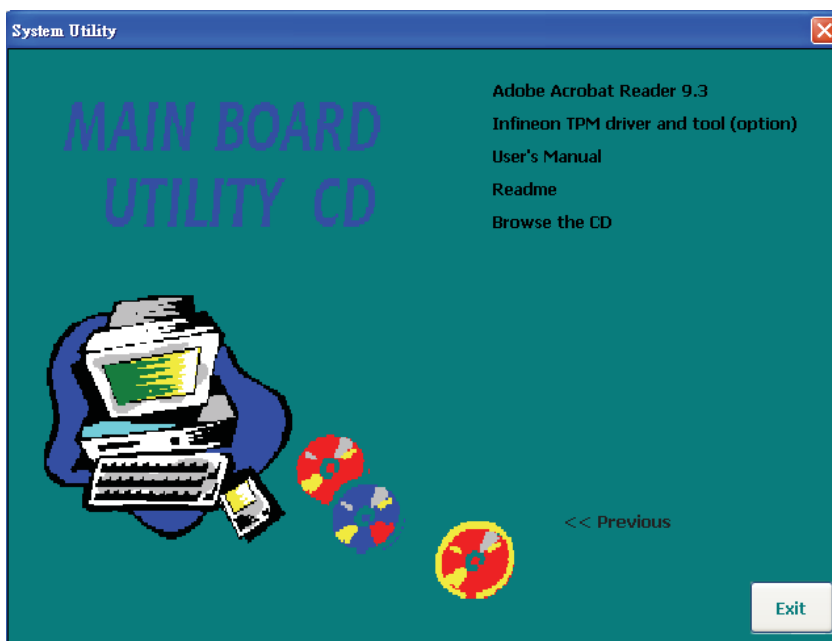 System Utility
MAIN BOARD
UTILITY CD
Adobe Acrobat Reader 9.3
Infineon TPM driver and tool (option)
User's Manual
Readme
Browse the CD
<< Previous
Exit